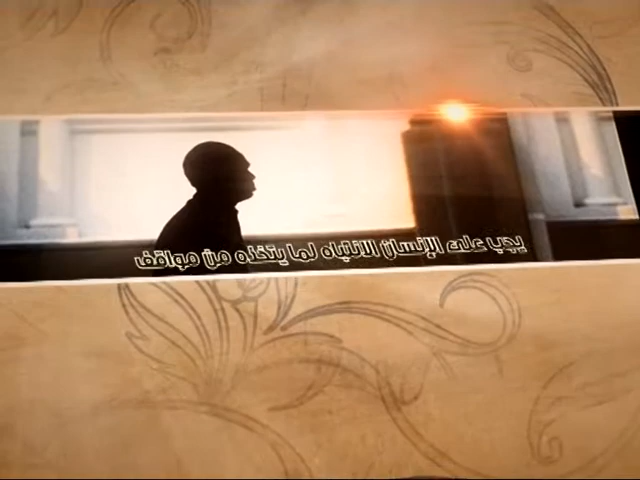 يجب على الإنسان الانتباه لما يتخذه من مواقف